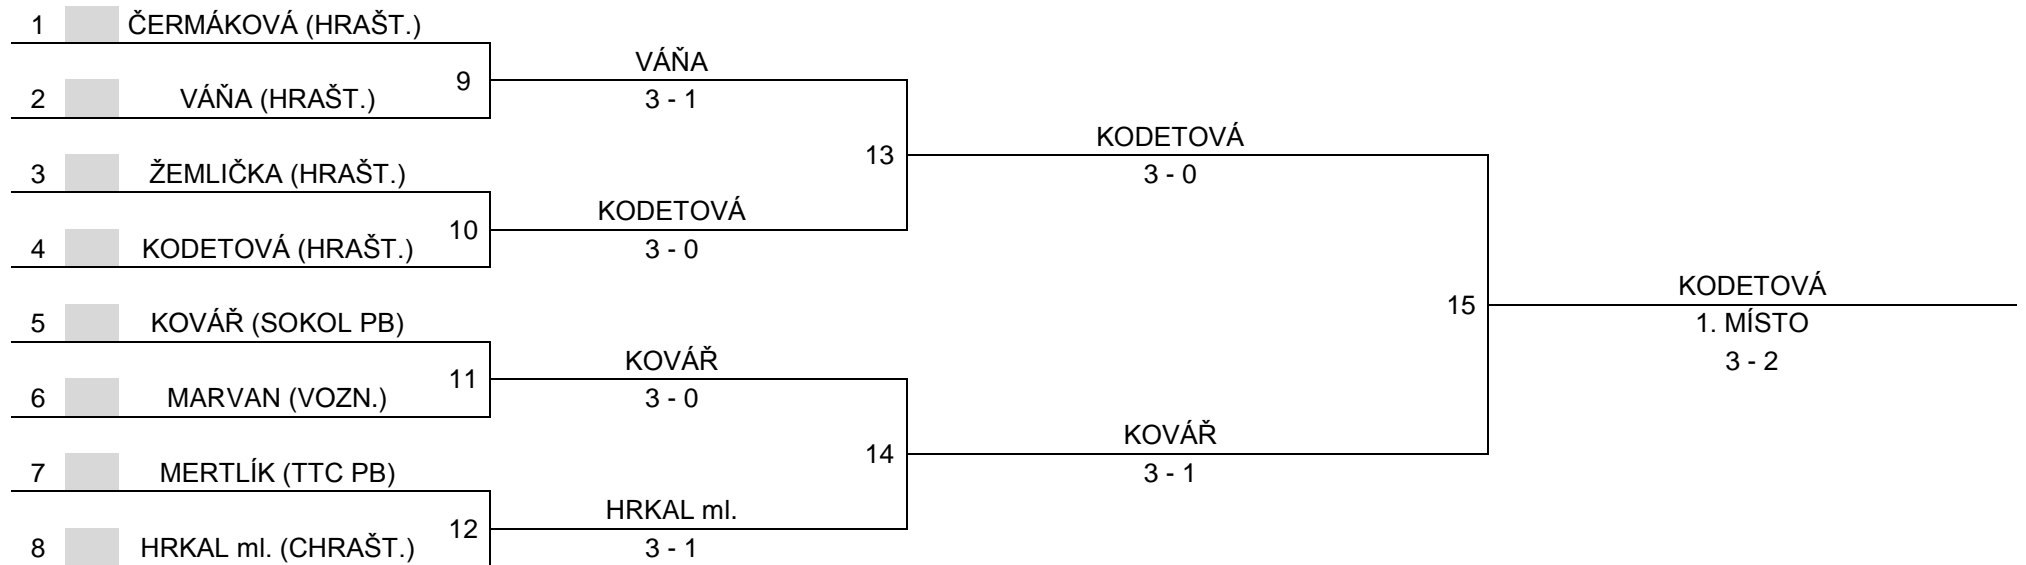 1 ČERMÁKOVÁ (HRAŠT.)
9 VÁŇA
2 VÁŇA (HRAŠT.) 3 - 1
13 KODETOVÁ
3 ŽEMLIČKA (HRAŠT.) 3 - 0
10 KODETOVÁ
4 KODETOVÁ (HRAŠT.) 3 - 0
15 KODETOVÁ
5 KOVÁŘ (SOKOL PB) 1. MÍSTO
11 KOVÁŘ 3 - 2
6 MARVAN (VOZN.) 3 - 0
14 KOVÁŘ
7 MERTLÍK (TTC PB) 3 - 1
12 HRKAL ml.
8 HRKAL ml. (CHRAŠT.) 3 - 1